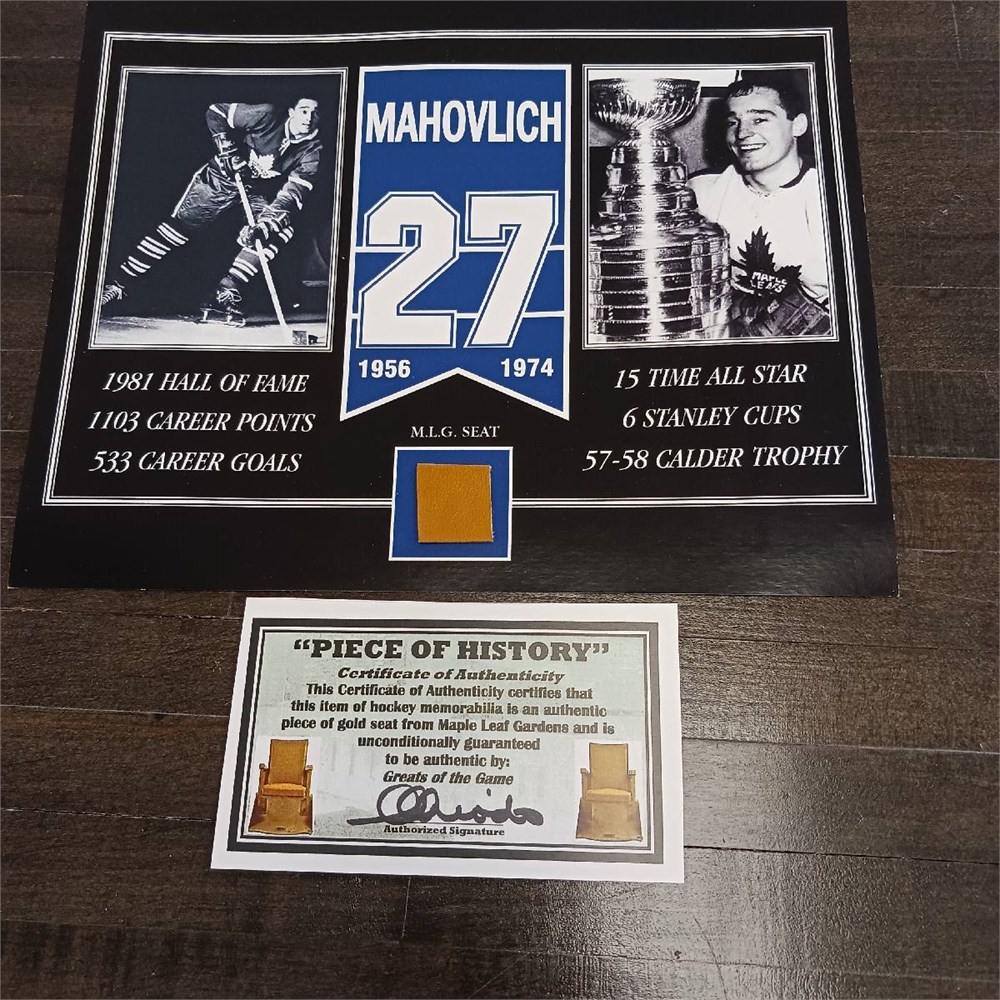 MAHOVLICH
27
1956 1974
MAPLE
LEAFS
1981 HALL OF FAME
1103 CAREER POINTS
533 CAREER GOALS
15 TIME ALL STAR
6 STANLEY CUPS
57-58 CALDER TROPHY
M.L.G. SEAT
“PIECE OF HISTORY”
Certificate of Authenticity
This Certificate of Authenticity certifies that
this item of hockey memorabilia is an authentic
piece of gold seat from Maple Leaf Gardens and is
unconditionally guaranteed
to be authentic by:
Greats of the Game
Authorized Signature